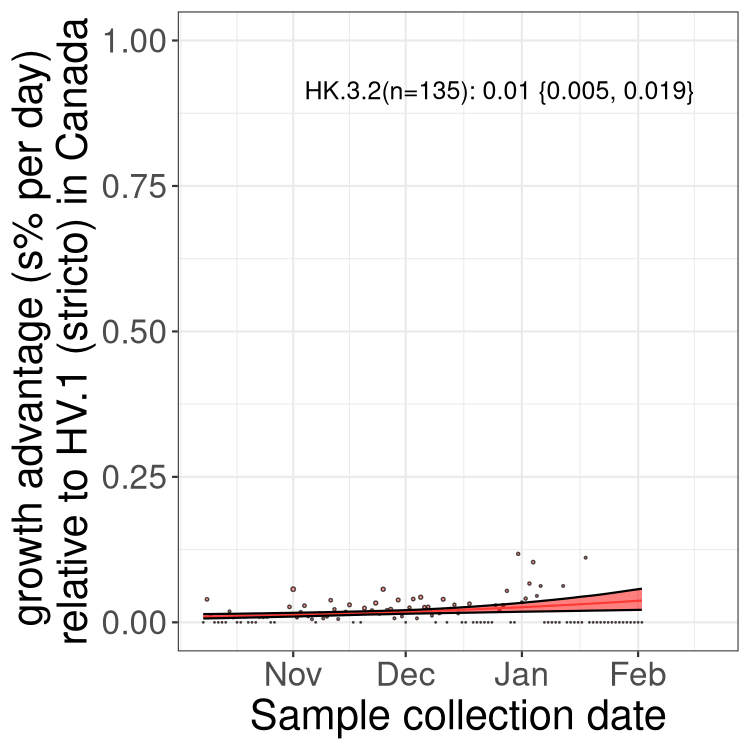 growth advantage (s% per day)
relative to HV.1 (stricto) in Canada
1.00
0.75
0.50
0.25
0.00
HK.3.2(n=135): 0.01 {0.005, 0.019}
Nov
Dec
Jan
Feb
Sample collection date